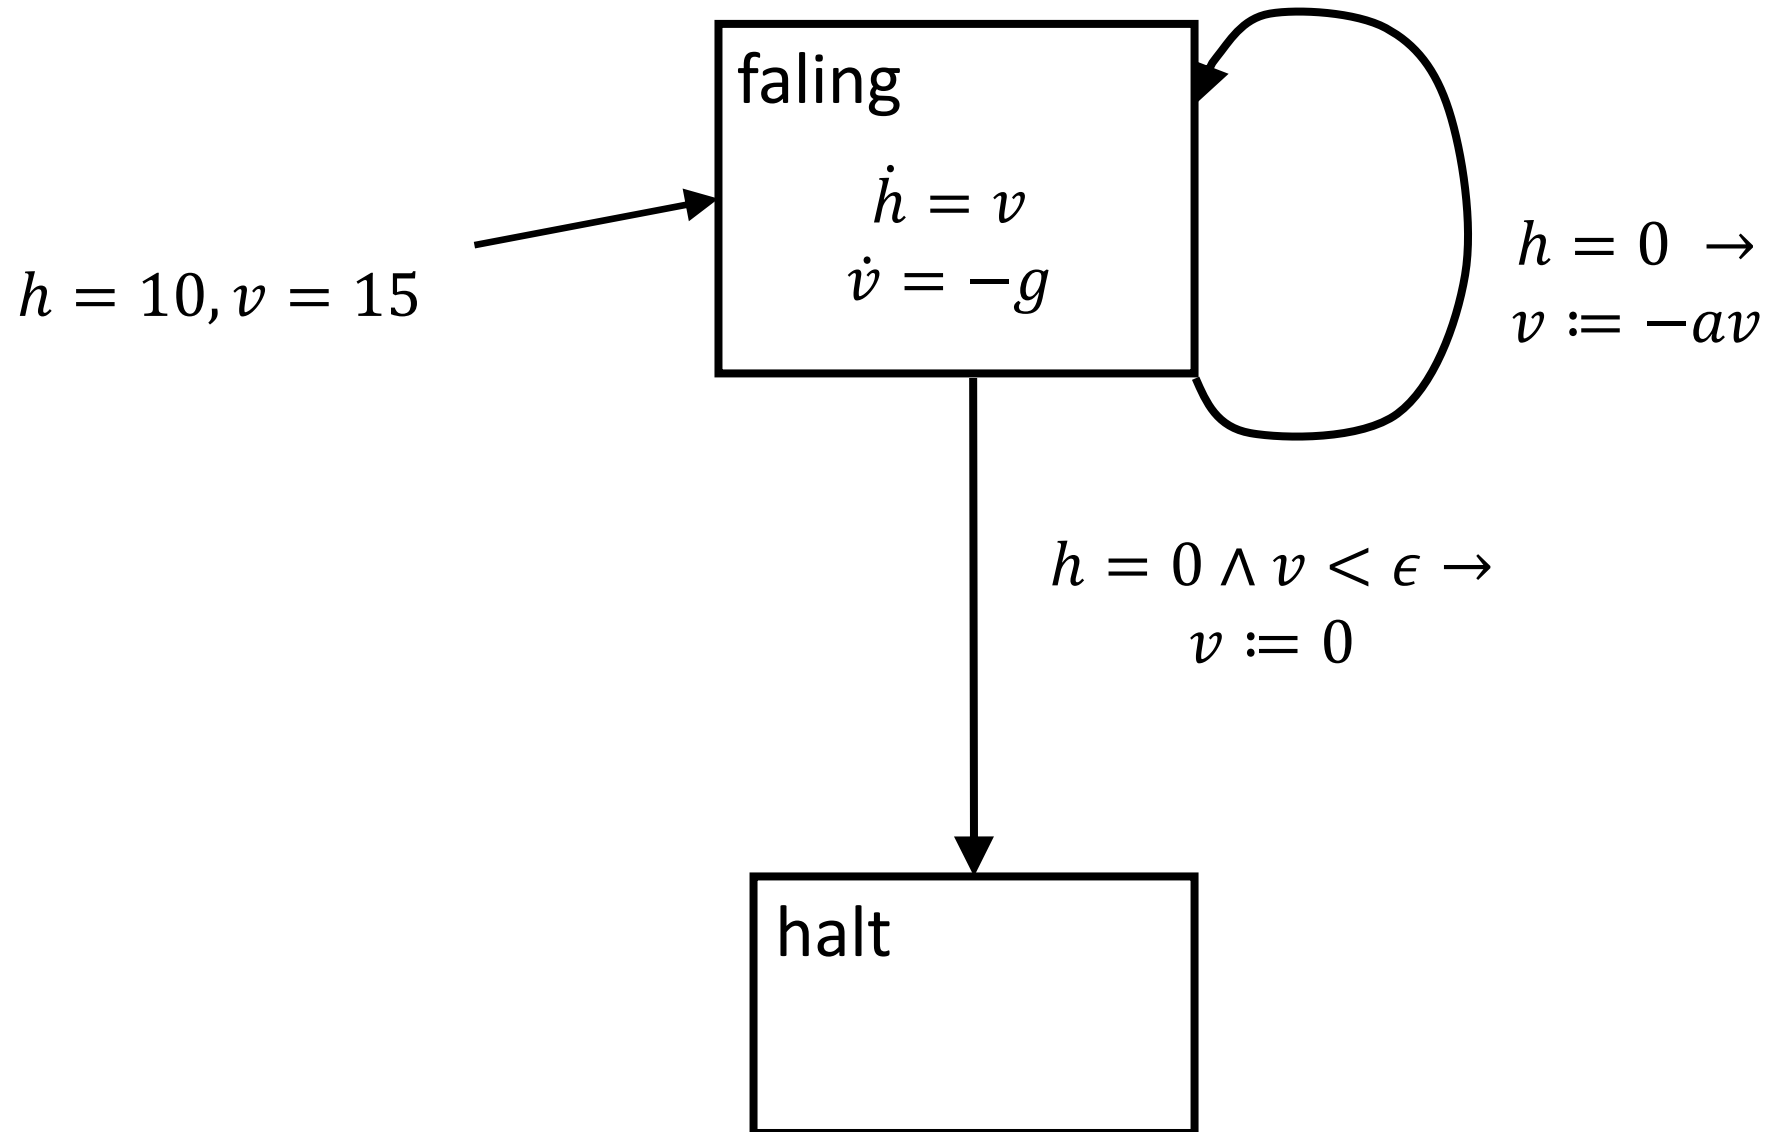 faling
ḣ = v
v̇ = −g
h = 10, v = 15
h = 0 →
v ≔ −av
h = 0 ∧ v < ϵ →
v ≔ 0
halt